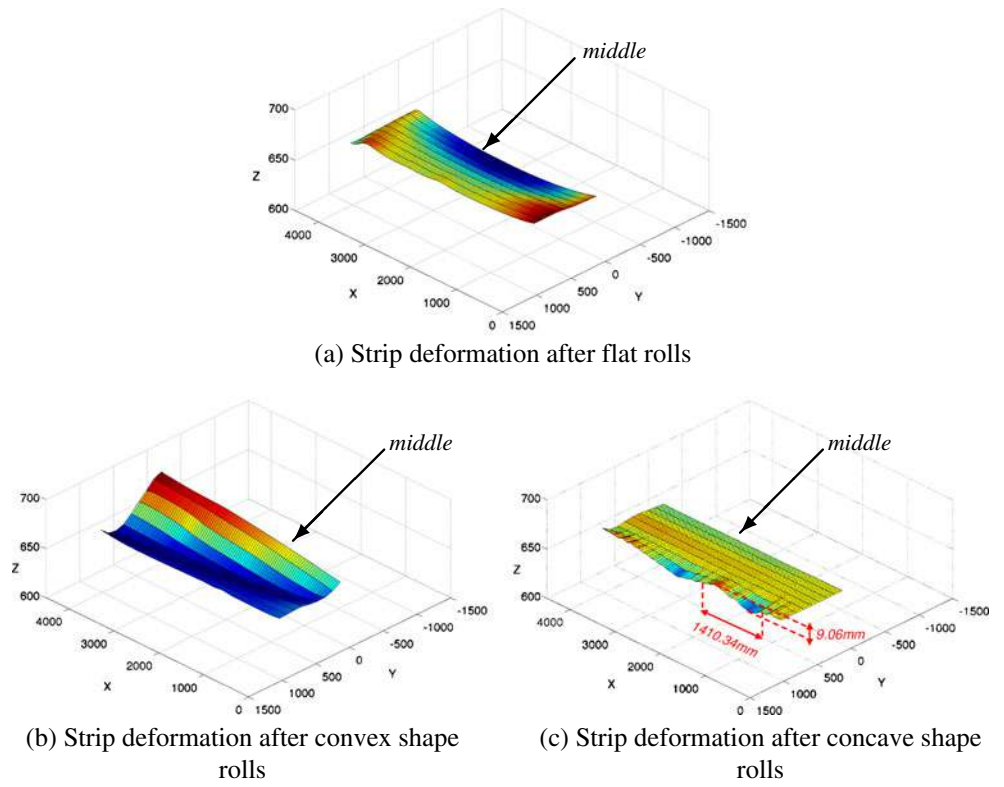 middle
700
650
Z
600
4000
3000
X
2000
1000
0
1500
1000
500
Y
0
-500
-1000
-1500
(a) Strip deformation after flat rolls
middle
700
650
Z
600
4000
3000
X
2000
1000
0
1500
1000
500
Y
0
-500
-1000
-1500
(b) Strip deformation after convex shape
rolls
middle
700
650
Z
600
4000
3000
X
2000
1000
0
1500
1000
500
Y
0
-500
-1000
-1500
1410.34mm
9.06mm
(c) Strip deformation after concave shape
rolls